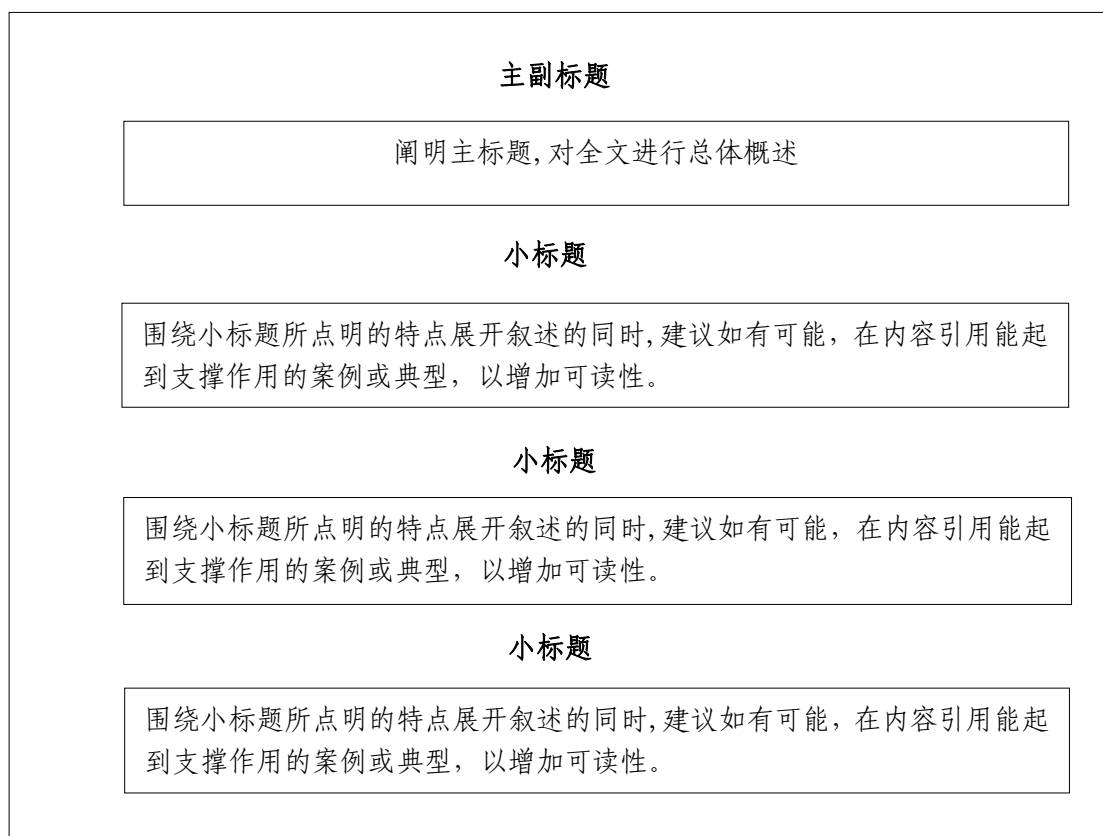 主副标题
阐明主标题,对全文进行总体概述
小标题
围绕小标题所点明的特点展开叙述的同时,建议如有可能，在内容引用能起
到支撑作用的案例或典型，以增加可读性。
小标题
围绕小标题所点明的特点展开叙述的同时,建议如有可能，在内容引用能起
到支撑作用的案例或典型，以增加可读性。
小标题
围绕小标题所点明的特点展开叙述的同时,建议如有可能，在内容引用能起
到支撑作用的案例或典型，以增加可读性。